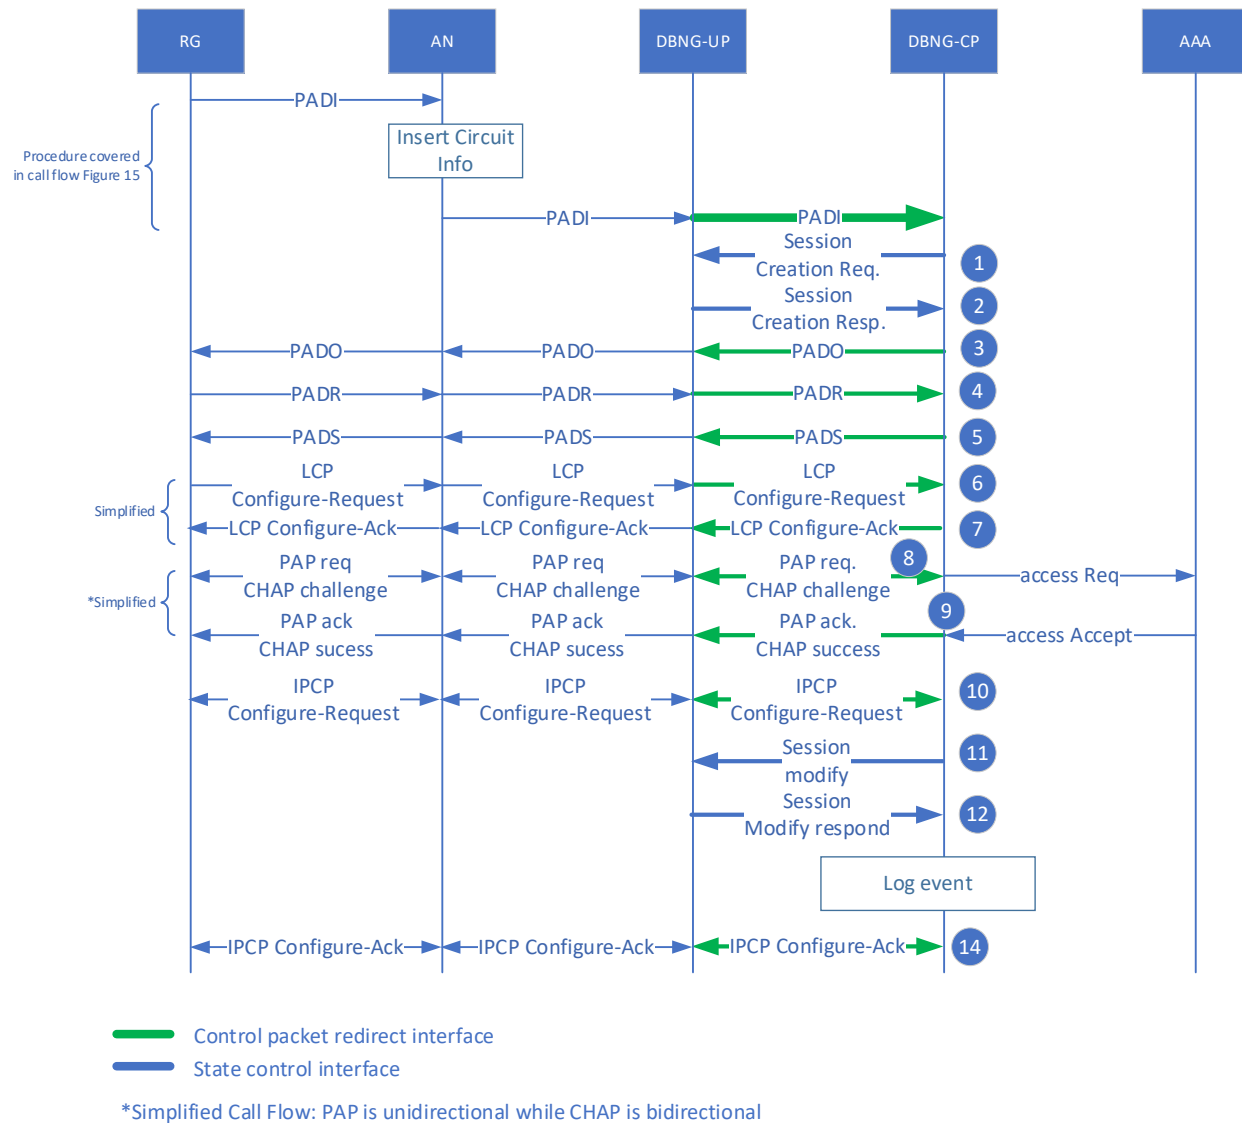 RG
AN
DBNG-UP
DBNG-CP
AAA
PADI
Procedure covered
in call flow Figure 15
Insert Circuit
Info
PADI
PADI
Session
Creation Req.
1
Session
Creation Resp.
2
PADO
PADO
PADO
3
PADR
PADR
PADR
4
PADS
PADS
PADS
5
Simplified
LCP
Configure-Request
LCP
Configure-Request
LCP
Configure-Request
6
LCP Configure-Ack
LCP Configure-Ack
LCP Configure-Ack
7
*Simplified
PAP req
CHAP challenge
PAP req
CHAP challenge
PAP req.
CHAP challenge
8
access Req
PAP ack
CHAP sucess
PAP ack
CHAP sucess
PAP ack.
CHAP success
9
access Accept
IPCP
Configure-Request
IPCP
Configure-Request
IPCP
Configure-Request
10
Session
modify
11
Session
Modify respond
12
Log event
IPCP Configure-Ack
IPCP Configure-Ack
IPCP Configure-Ack
14
Control packet redirect interface
State control interface
*Simplified Call Flow: PAP is unidirectional while CHAP is bidirectional